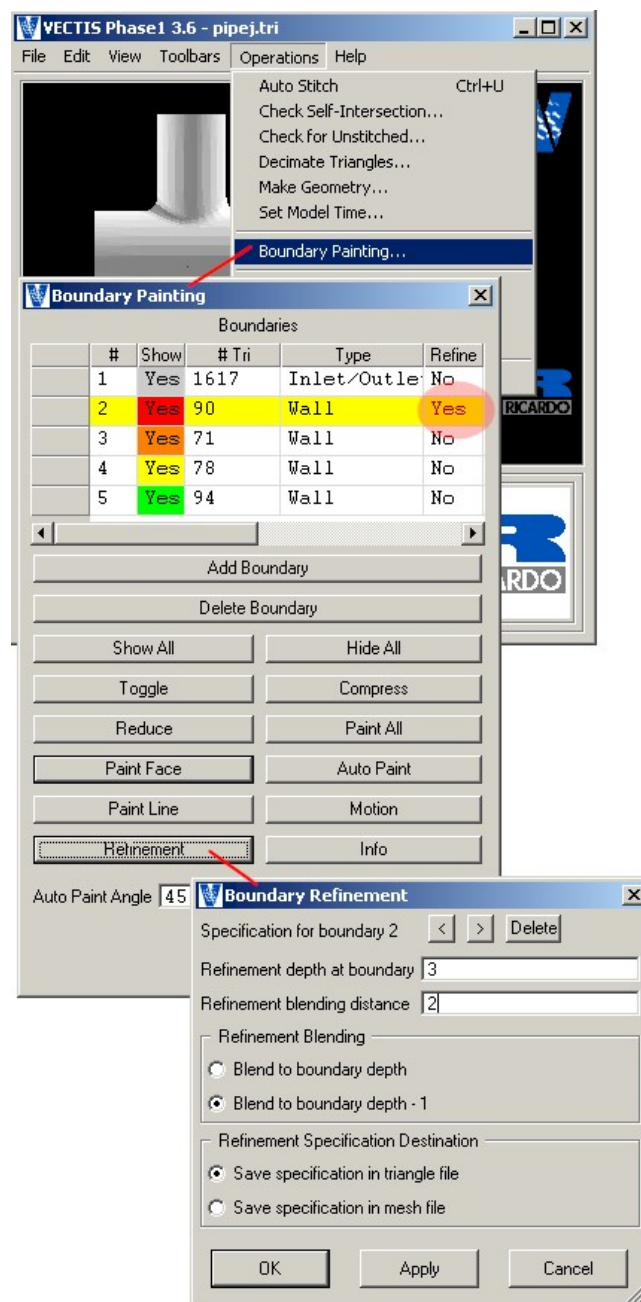 VECTIS Phase1 3.6 - pipej.tri
File Edit View Toolbars Operations Help
Auto Stitch Ctrl+U
Check Self-Intersection...
Check for Unstitched...
Decimate Triangles...
Make Geometry...
Set Model Time...
Boundary Painting...
RICARDO
Boundary Painting
Boundaries
# Show # Tri Type Refine
1 Yes 1617 Inlet/Outle No
2 Yes 90 Wall Yes
3 Yes 71 Wall No
4 Yes 78 Wall No
5 Yes 94 Wall No
Add Boundary
Delete Boundary
ARDO
Show All Hide All
Toggle Compress
Reduce Paint All
Paint Face Auto Paint
Paint Line Motion
Refinement Info
Auto Paint Angle 45
Boundary Refinement
Specification for boundary 2 < > Delete
Refinement depth at boundary 3
Refinement blending distance 2
Refinement Blending
Blend to boundary depth
Blend to boundary depth - 1
Refinement Specification Destination
Save specification in triangle file
Save specification in mesh file
OK Apply Cancel